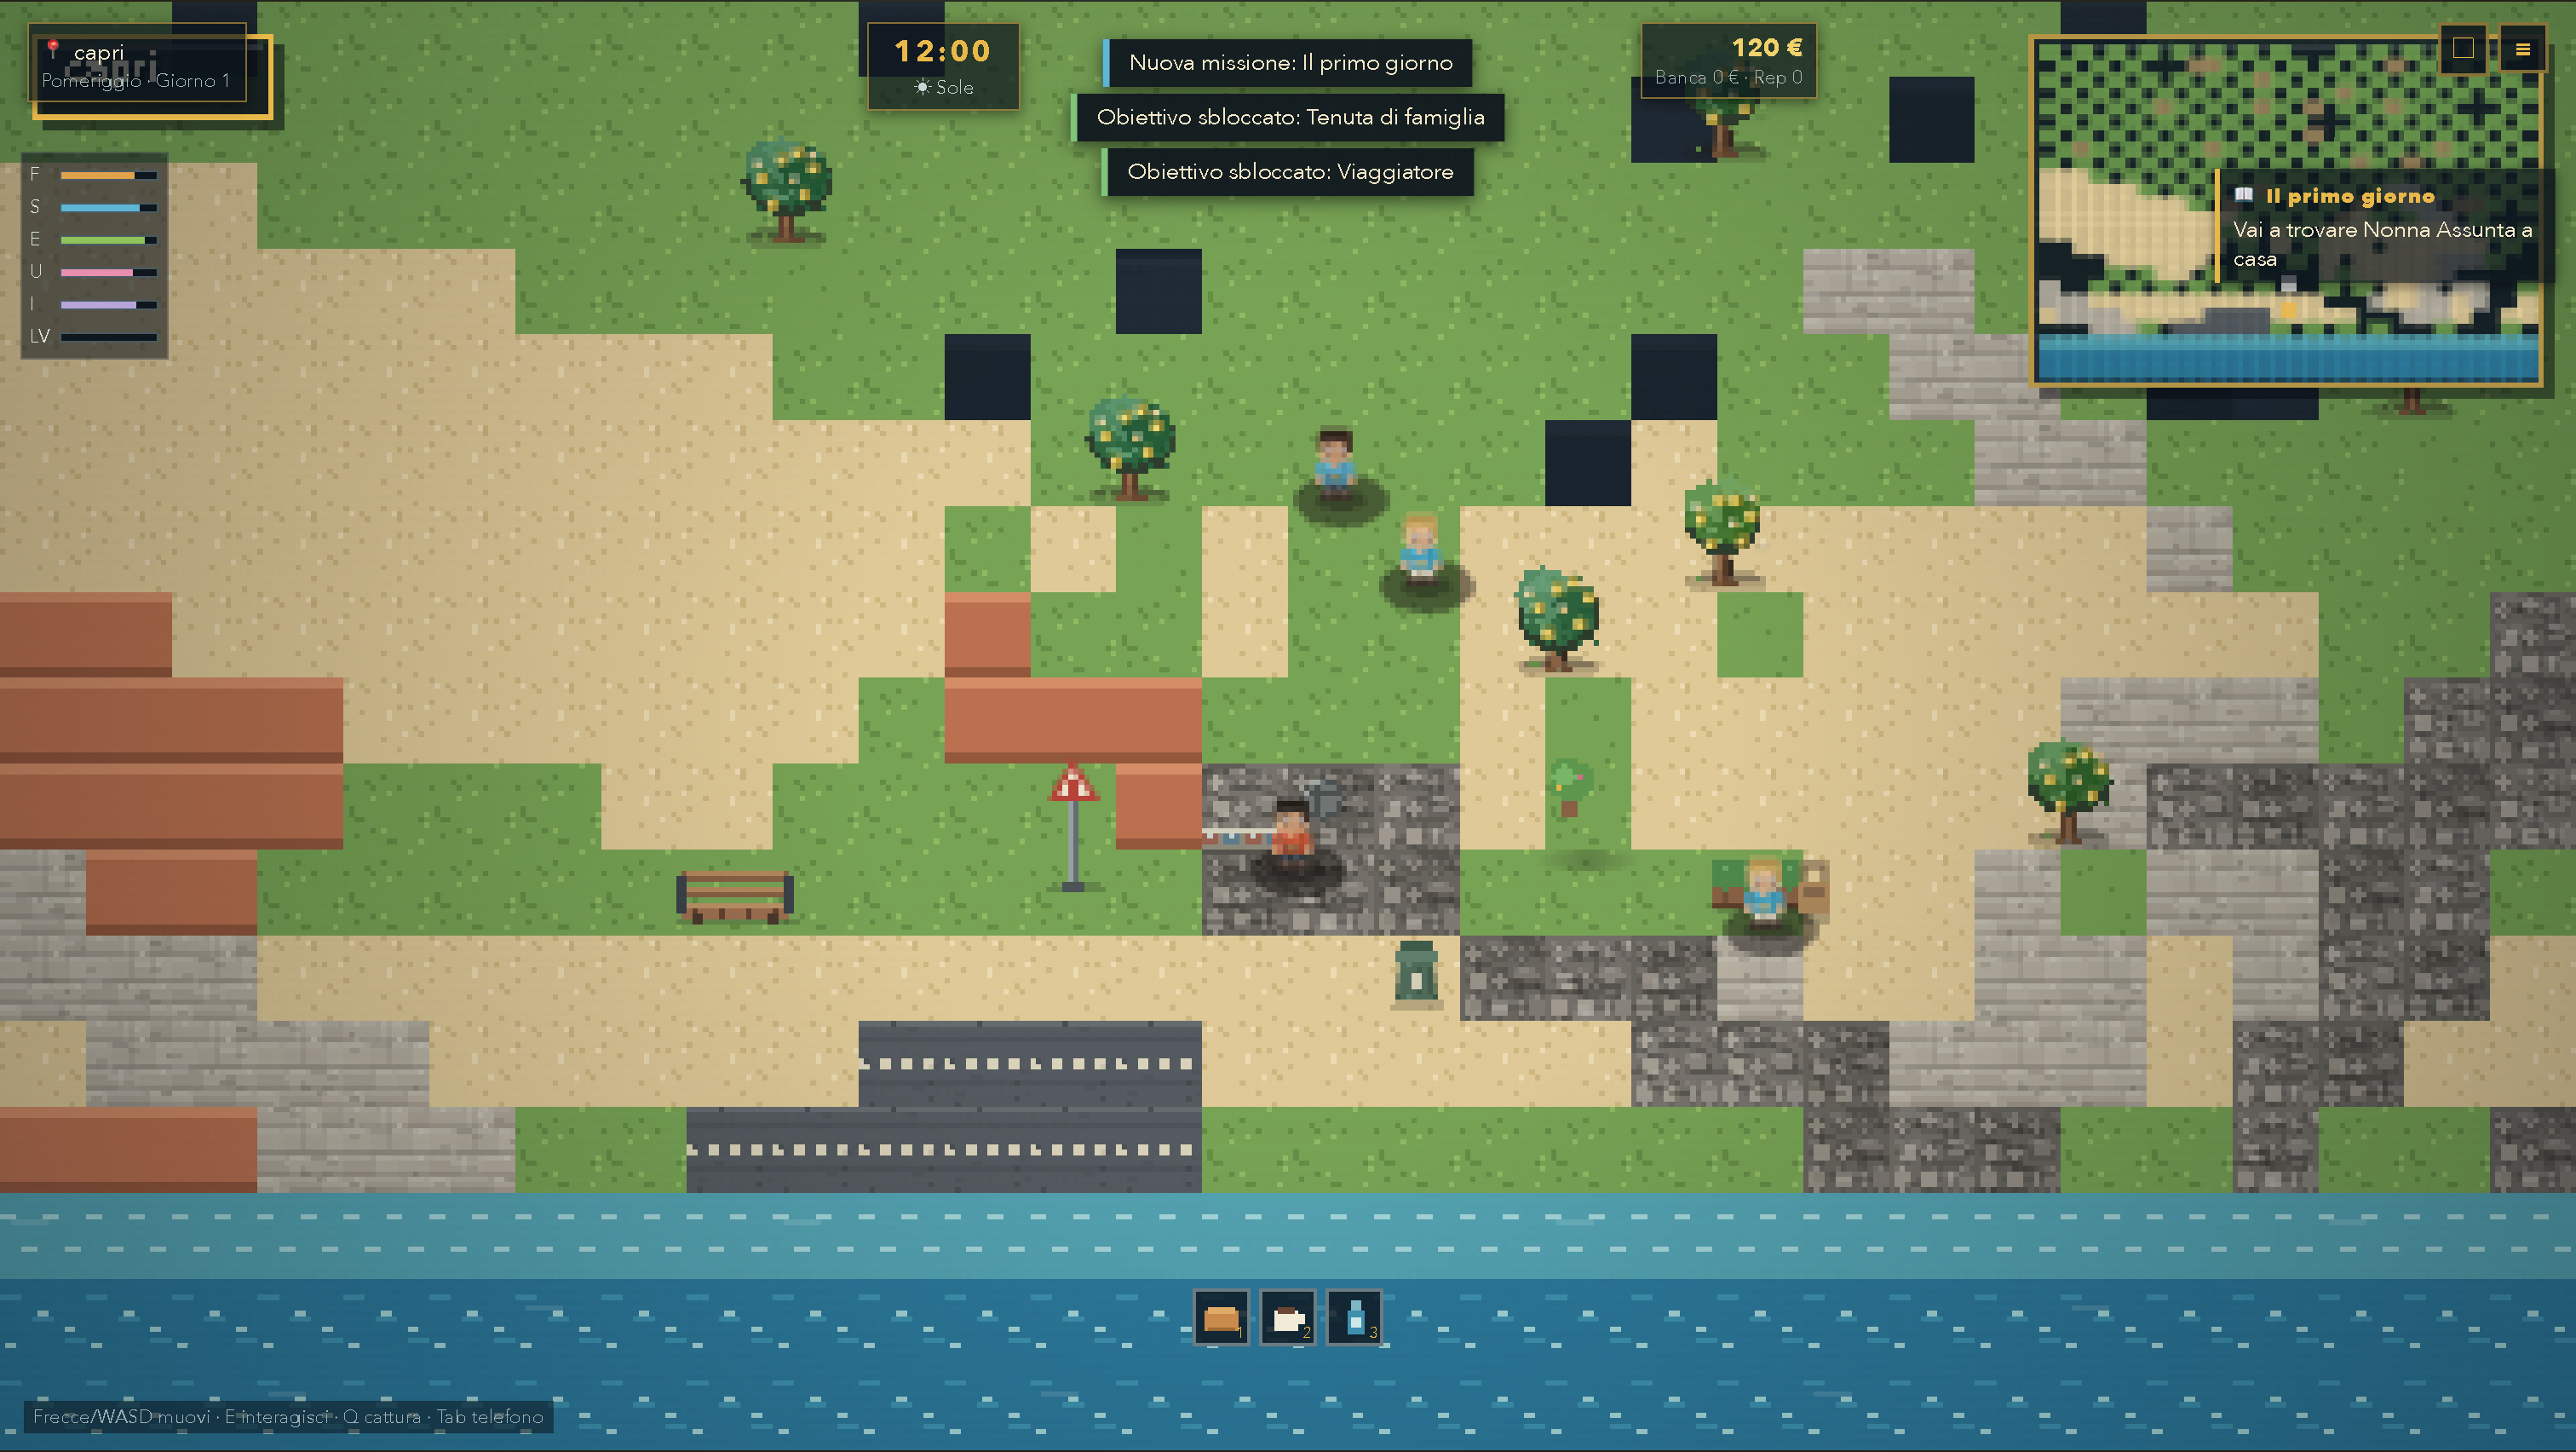 capri
capri
Pomeriggio · Giorno 1
12:00
Sole
Nuova missione: Il primo giorno
Obiettivo sbloccato: Tenuta di famiglia
Obiettivo sbloccato: Viaggiatore
120 €
Banca 0 € · Rep 0
Il primo giorno
Vai a trovare Nonna Assunta a
casa
F
S
E
U
I
LV
1
2
3
Frecce/WASD muovi · E interagisci · Q cattura · Tab telefono